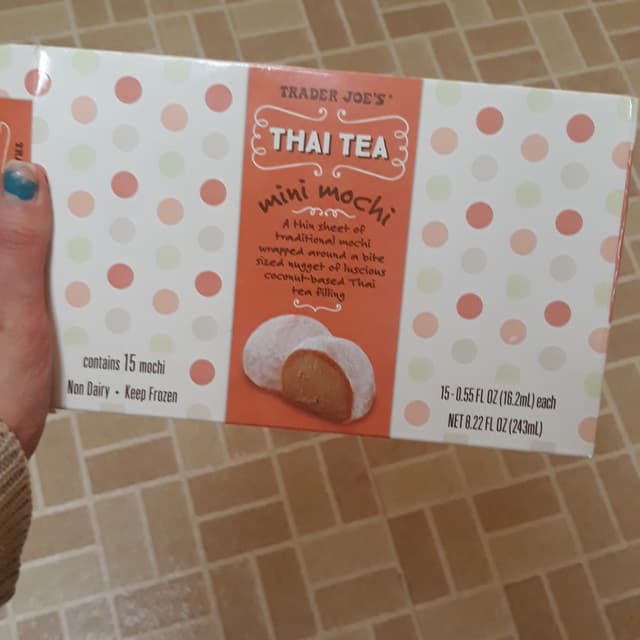 TRADER JOE'S
THAI TEA
mini mochi
A thin sheet of
traditional mochi
wrapped around a bite
sized nugget of luscious
coconut-based Thai
tea filling
contains 15 mochi
Non Dairy • Keep Frozen
15 - 0.55 FL OZ (16.2mL) each
NET 8.22 FL OZ (243mL)